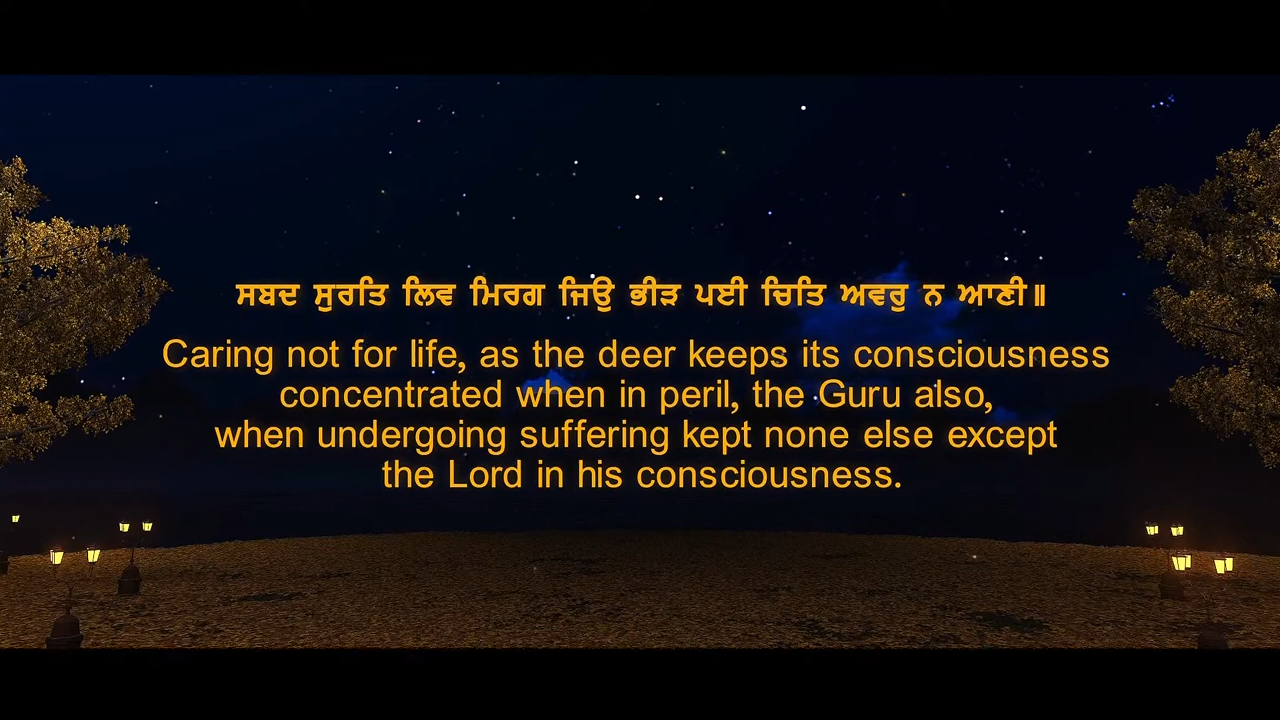 ਸਬਦ ਸੁਰਤਿ ਲਿਵ ਮਿਰਗ ਜਿਉ ਭੀੜ ਪਈ ਚਿਤਿ ਅਵਰੁ ਨ ਆਣੀ॥
Caring not for life, as the deer keeps its consciousness
concentrated when in peril, the Guru also,
when undergoing suffering kept none else except
the Lord in his consciousness.